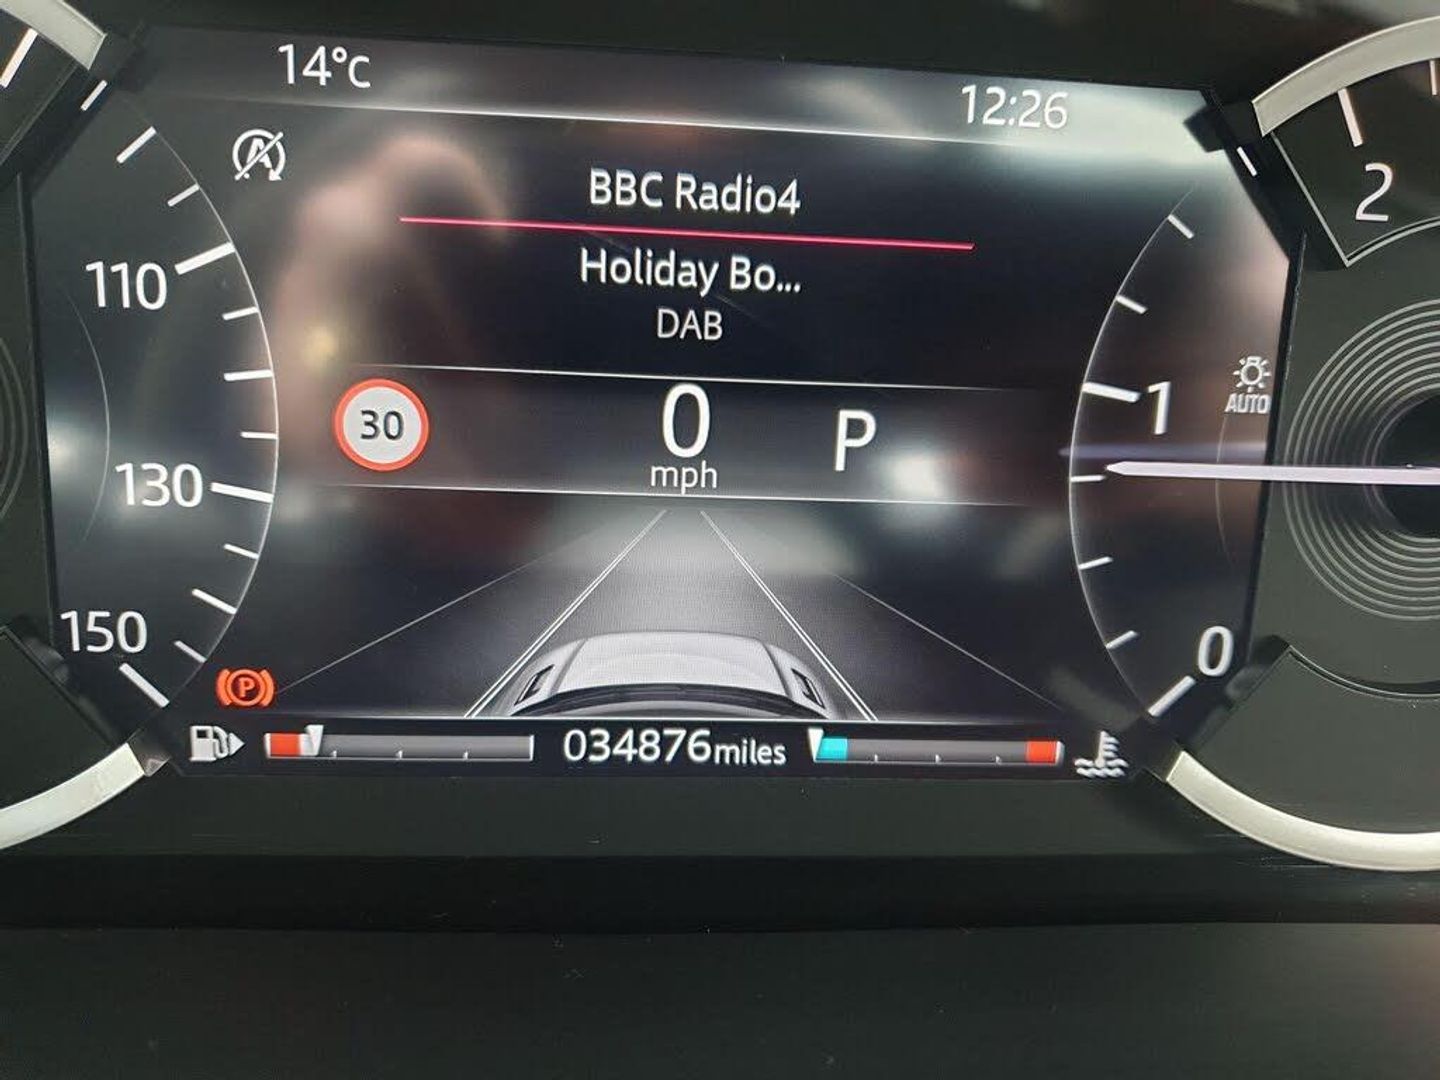 14°C
12:26
BBC Radio4
Holiday Bo...
DAB
110
130
150
30
0
mph
P
2
1
0
AUTO
A
P
034876miles